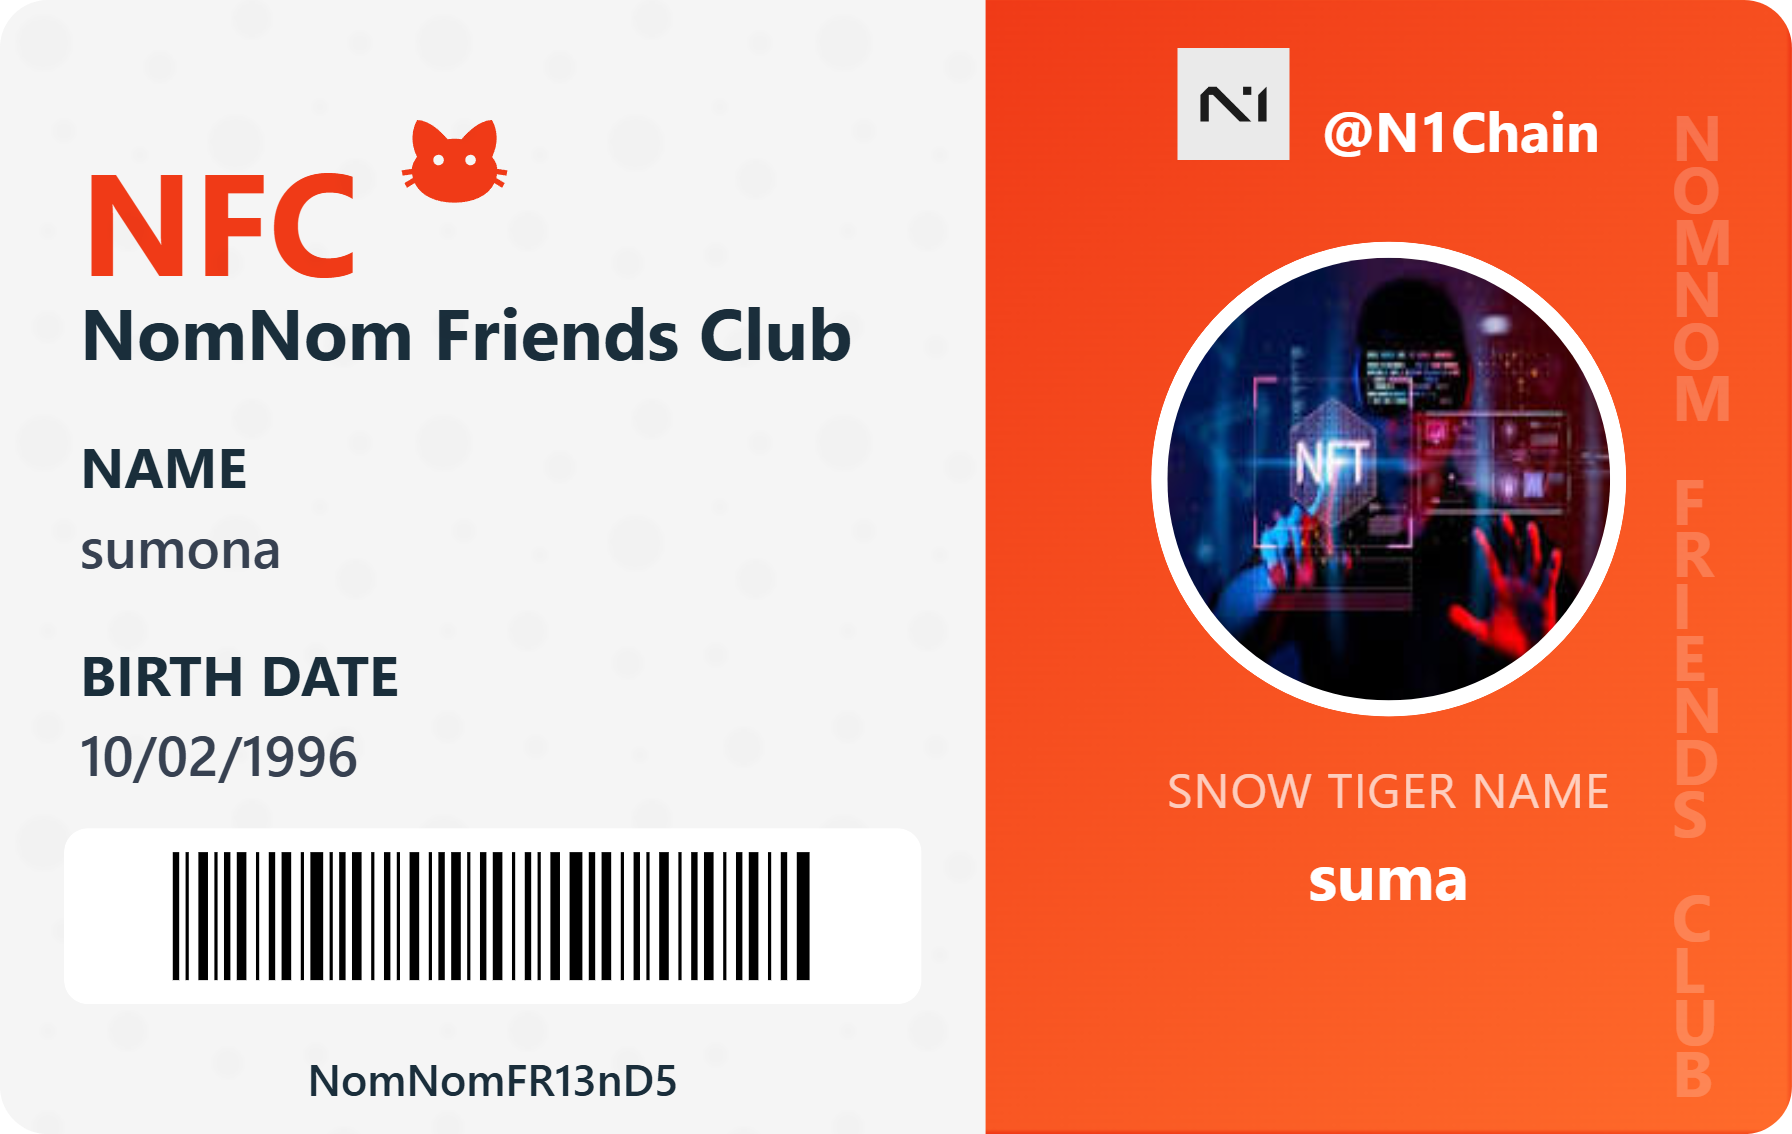 NFC
NomNom Friends Club
NAME
sumona
BIRTH DATE
10/02/1996
NomNomFR13nD5
N1
@N1Chain
NFT
SNOW TIGER NAME
suma
NOMNOM FRIENDS CLUB